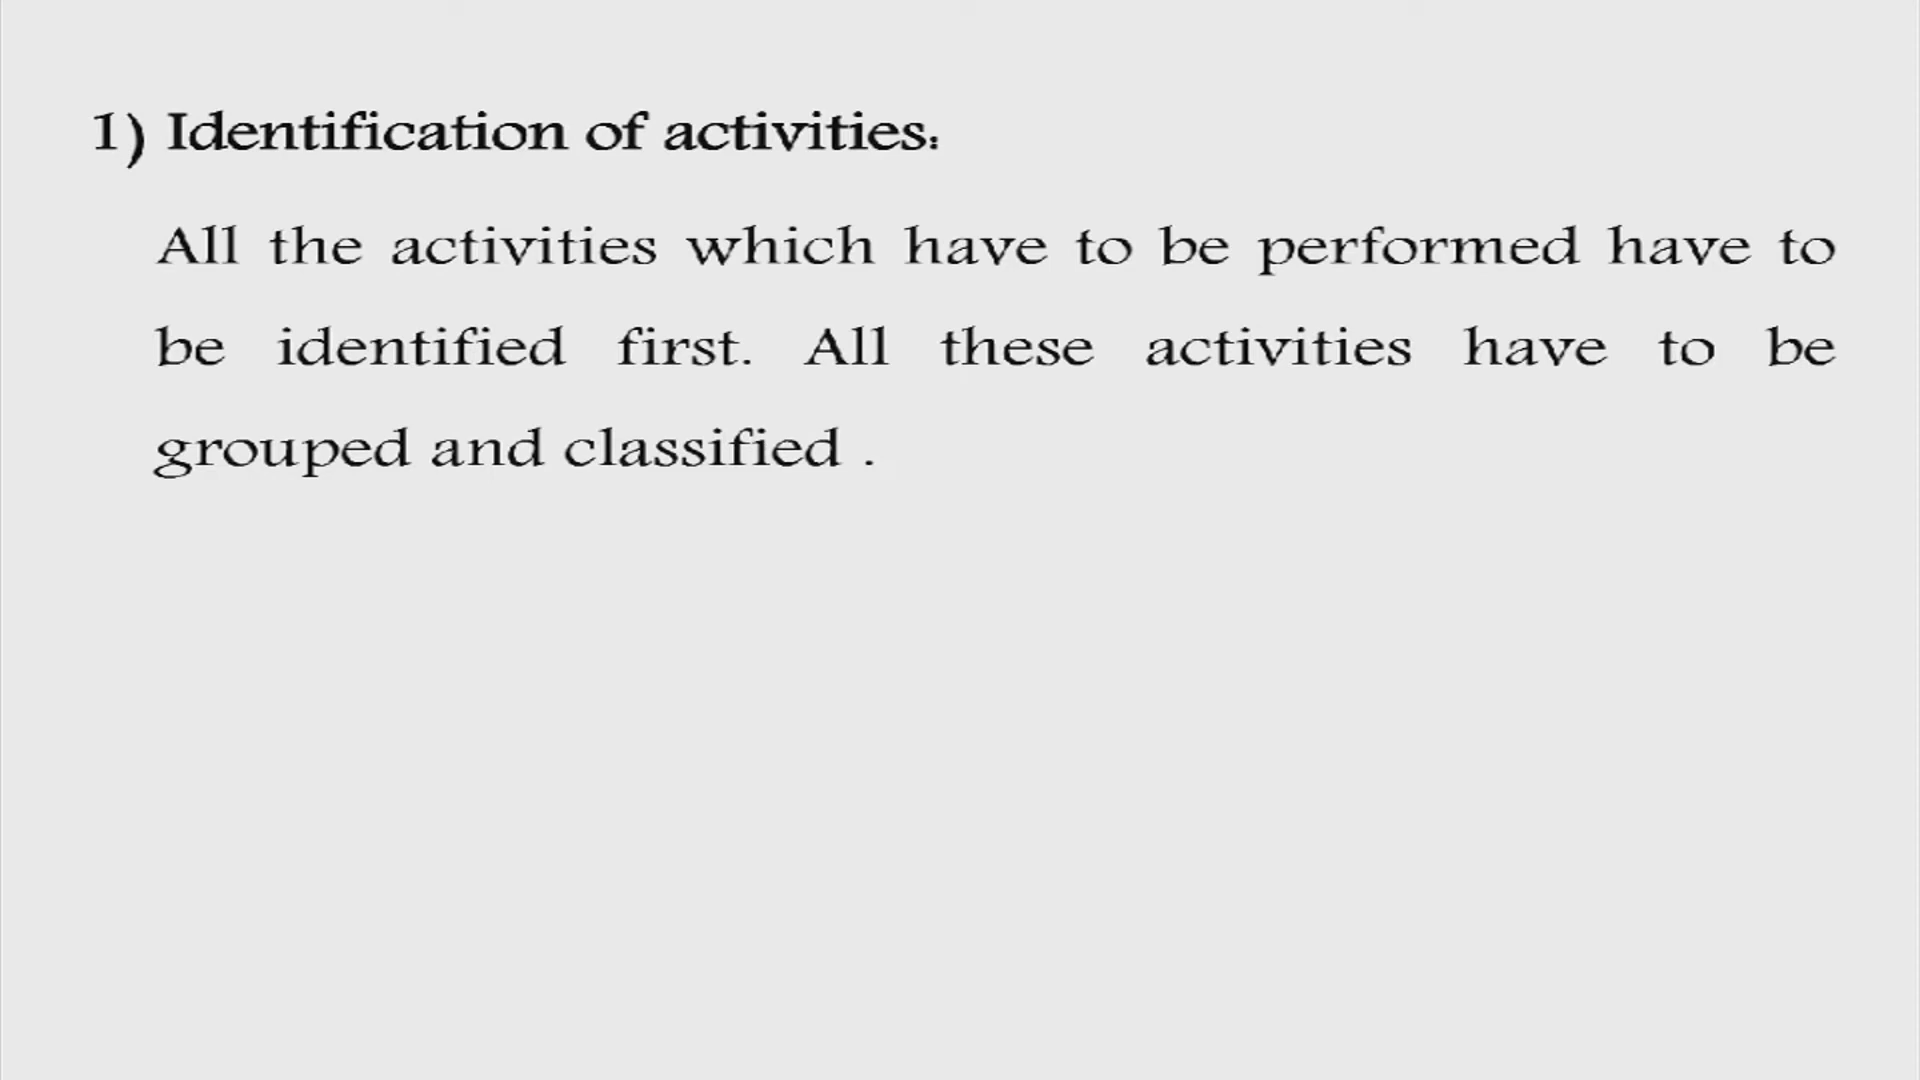 1) Identification of activities:
All the activities which have to be performed have to
be identified first. All these activities have to be
grouped and classified .